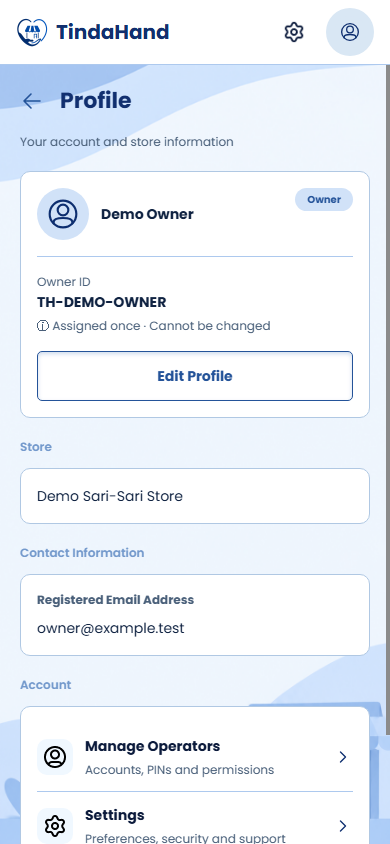 TindaHand
Profile
Your account and store information
Demo Owner
Owner
Owner ID
TH-DEMO-OWNER
Assigned once · Cannot be changed
Edit Profile
Store
Demo Sari-Sari Store
Contact Information
Registered Email Address
owner@example.test
Account
Manage Operators
Accounts, PINs and permissions
Settings
Preferences, security and support